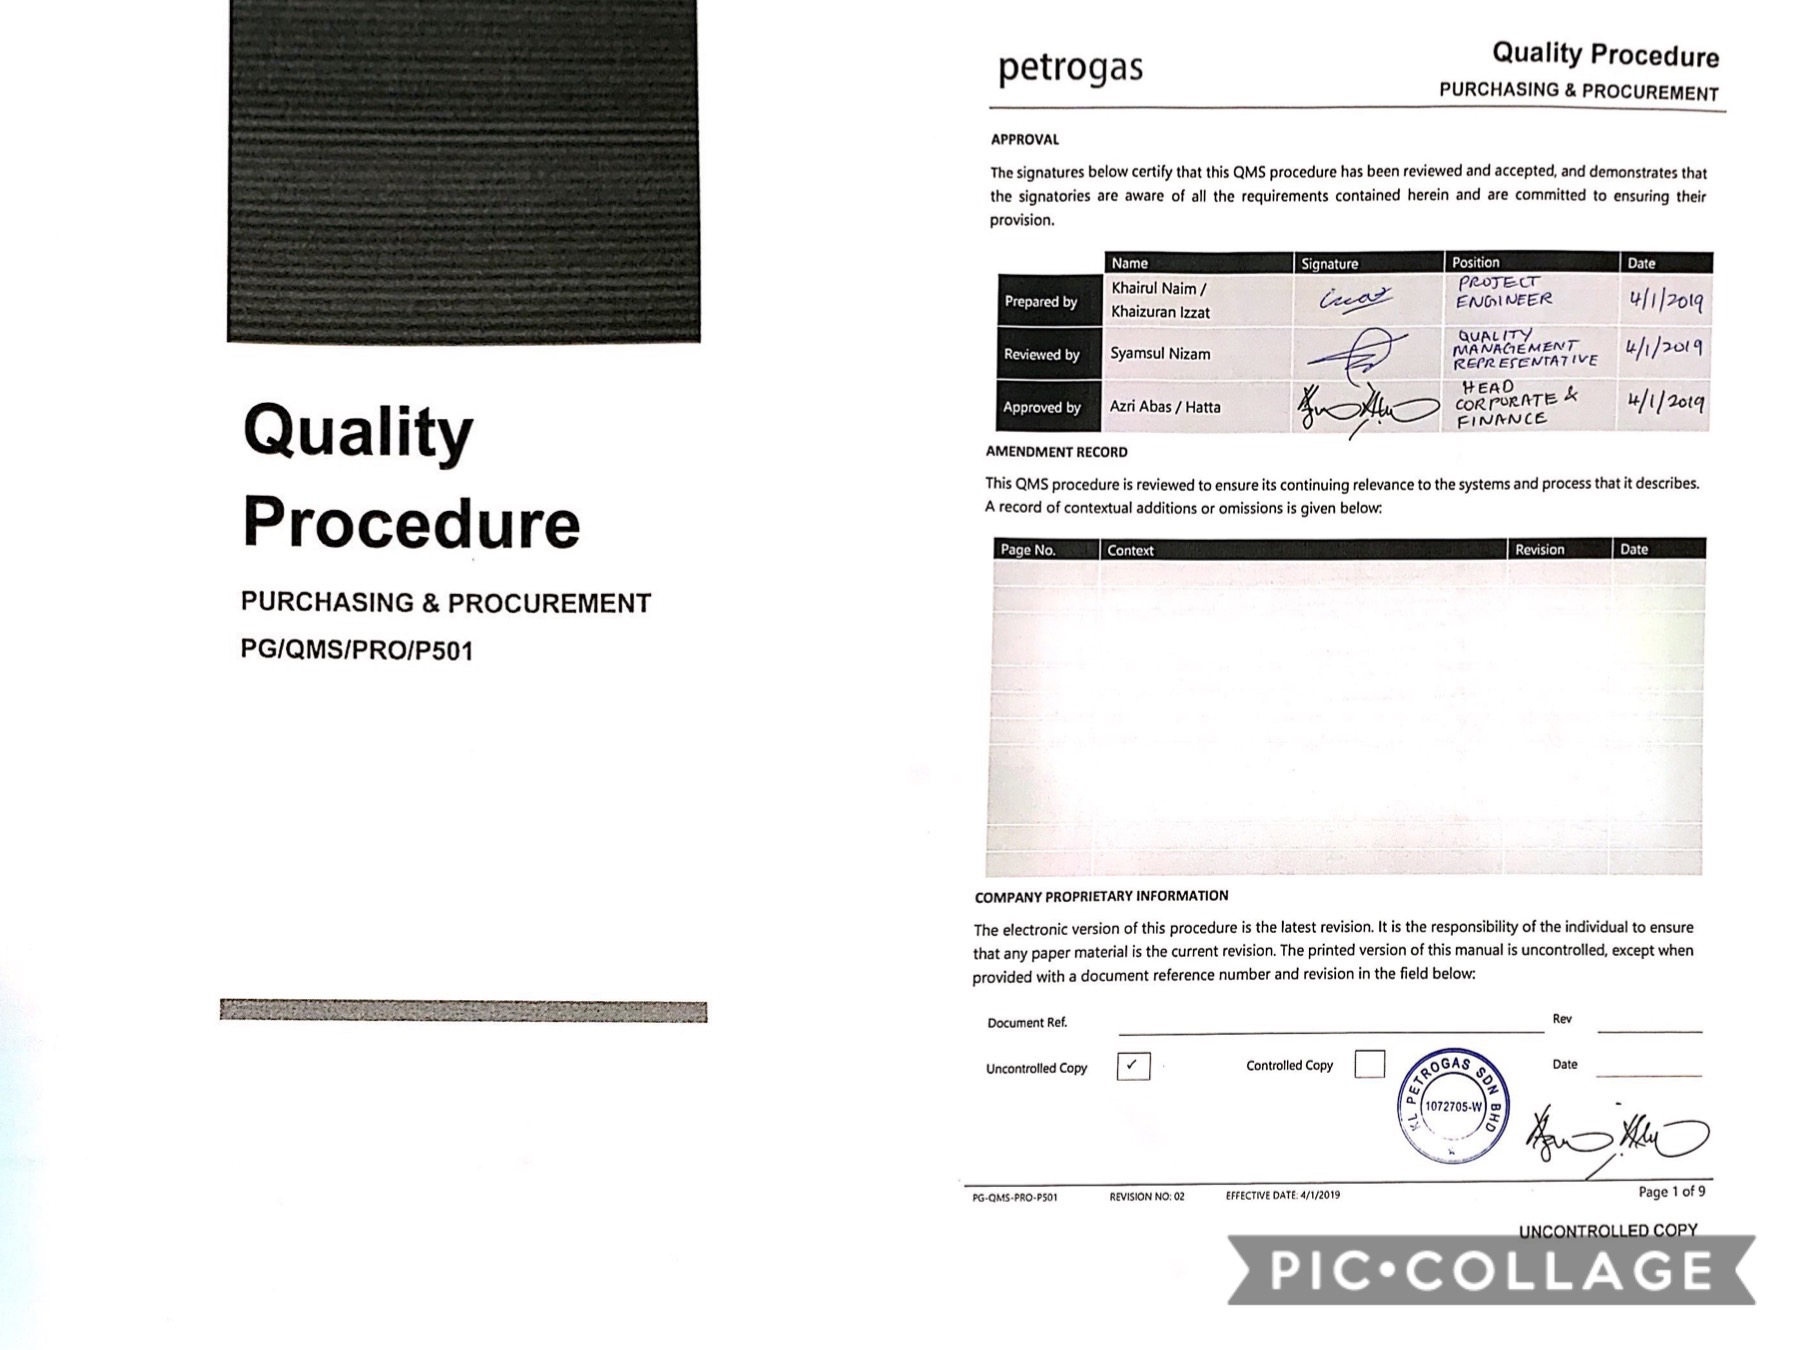 Quality
Procedure
PURCHASING & PROCUREMENT
PG/QMS/PRO/P501
petrogas
Quality Procedure
PURCHASING & PROCUREMENT
APPROVAL
The signatures below certify that this QMS procedure has been reviewed and accepted, and demonstrates that
the signatories are aware of all the requirements contained herein and are committed to ensuring their
provision.
Name Signature Position Date
Prepared by Khairul Naim / Khaizuran Izzat PROJECT ENGINEER 4/1/2019
Reviewed by Syamsul Nizam QUALITY MANAGEMENT REPRESENTATIVE 4/1/2019
Approved by Azri Abas / Hatta HEAD CORPORATE & FINANCE 4/1/2019
AMENDMENT RECORD
This QMS procedure is reviewed to ensure its continuing relevance to the systems and process that it describes.
A record of contextual additions or omissions is given below:
Page No. Context Revision Date
COMPANY PROPRIETARY INFORMATION
The electronic version of this procedure is the latest revision. It is the responsibility of the individual to ensure
that any paper material is the current revision. The printed version of this manual is uncontrolled, except when
provided with a document reference number and revision in the field below:
Document Ref. Rev
Uncontrolled Copy ✓ Controlled Copy Date
KL PETROGAS SDN BHD
1072705-W
PG-QMS-PRO-P501 REVISION NO: 02 EFFECTIVE DATE: 4/1/2019 Page 1 of 9
UNCONTROLLED COPY
PIC•COLLAGE